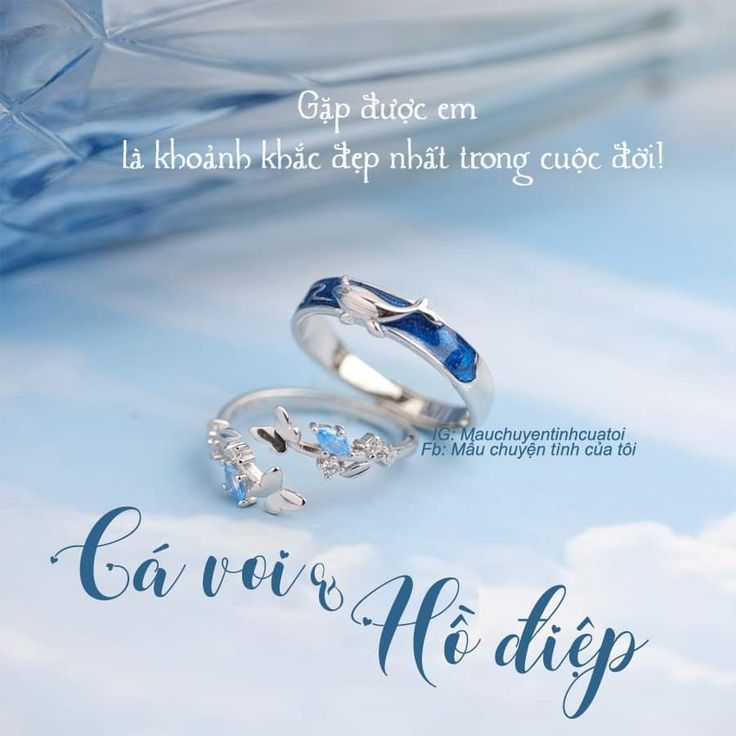 Gặp được em
là khoảnh khắc đẹp nhất trong cuộc đời!
IG: Mauchuyentinhcuatoi
Fb: Mẩu chuyện tình của tôi
Cá voi &
Hồ điệp